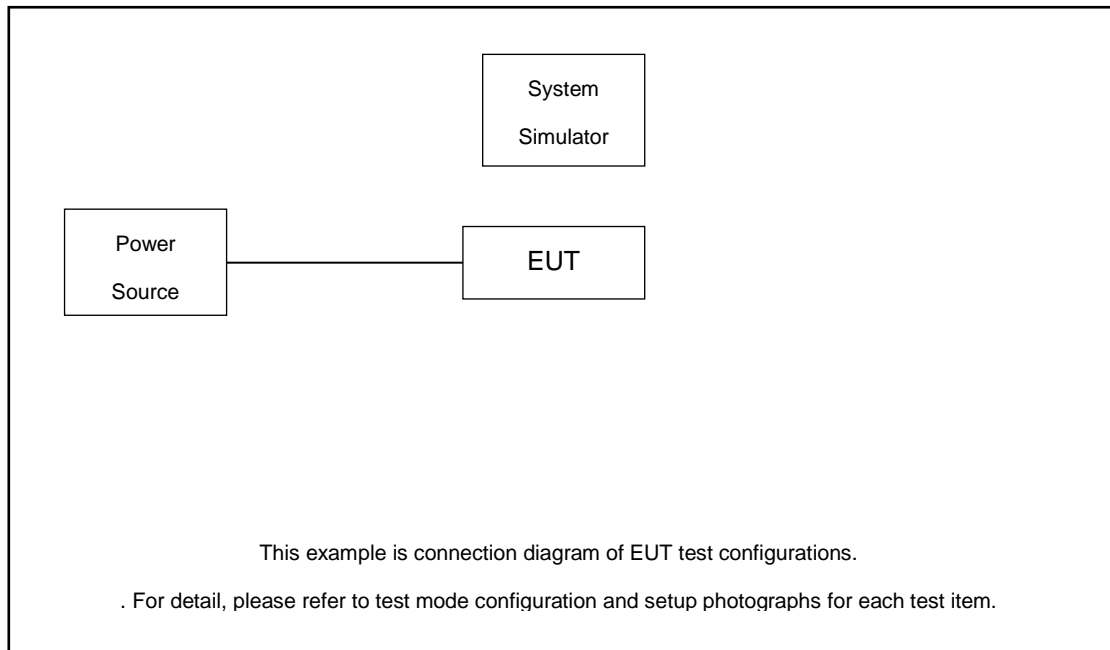 System
Simulator
Power
Source
EUT
This example is connection diagram of EUT test configurations.
. For detail, please refer to test mode configuration and setup photographs for each test item.